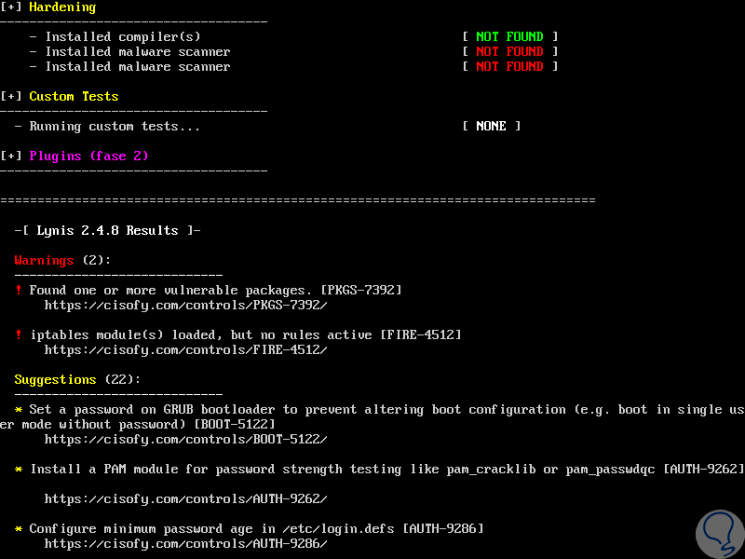 [+] Hardening
------------------------------------
- Installed compiler(s) [ NOT FOUND ]
- Installed malware scanner [ NOT FOUND ]
- Installed malware scanner [ NOT FOUND ]
[+] Custom Tests
------------------------------------
- Running custom tests... [ NONE ]
[+] Plugins (fase 2)
------------------------------------
================================================================================
-[ Lynis 2.4.8 Results ]-
Warnings (2):
----------------------------
! Found one or more vulnerable packages. [PKGS-7392]
https://cisofy.com/controls/PKGS-7392/
! iptables module(s) loaded, but no rules active [FIRE-4512]
https://cisofy.com/controls/FIRE-4512/
Suggestions (22):
----------------------------
* Set a password on GRUB bootloader to prevent altering boot configuration (e.g. boot in single us
er mode without password) [BOOT-5122]
https://cisofy.com/controls/BOOT-5122/
* Install a PAM module for password strength testing like pam_cracklib or pam_passwdqc [AUTH-9262]
https://cisofy.com/controls/AUTH-9262/
* Configure minimum password age in /etc/login.defs [AUTH-9286]
https://cisofy.com/controls/AUTH-9286/